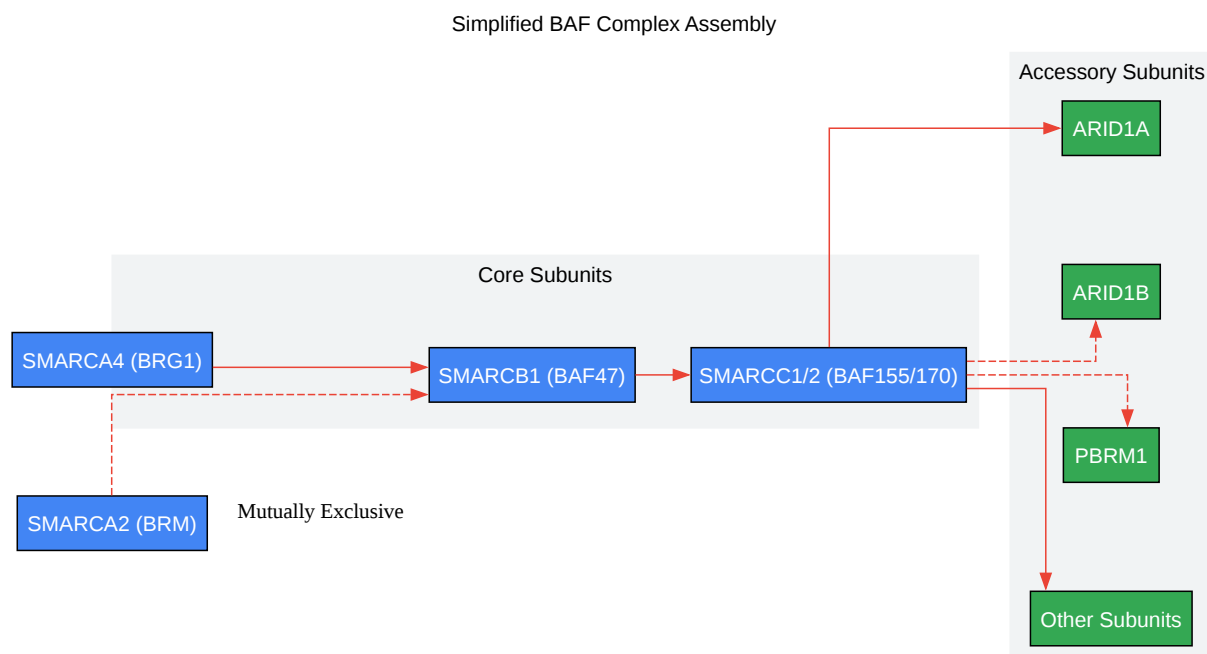 Simplified BAF Complex Assembly
Accessory Subunits
ARID1A
Core Subunits
ARID1B
SMARCA4 (BRG1)
SMARCB1 (BAF47)
SMARCC1/2 (BAF155/170)
PBRM1
SMARCA2 (BRM)
Mutually Exclusive
Other Subunits